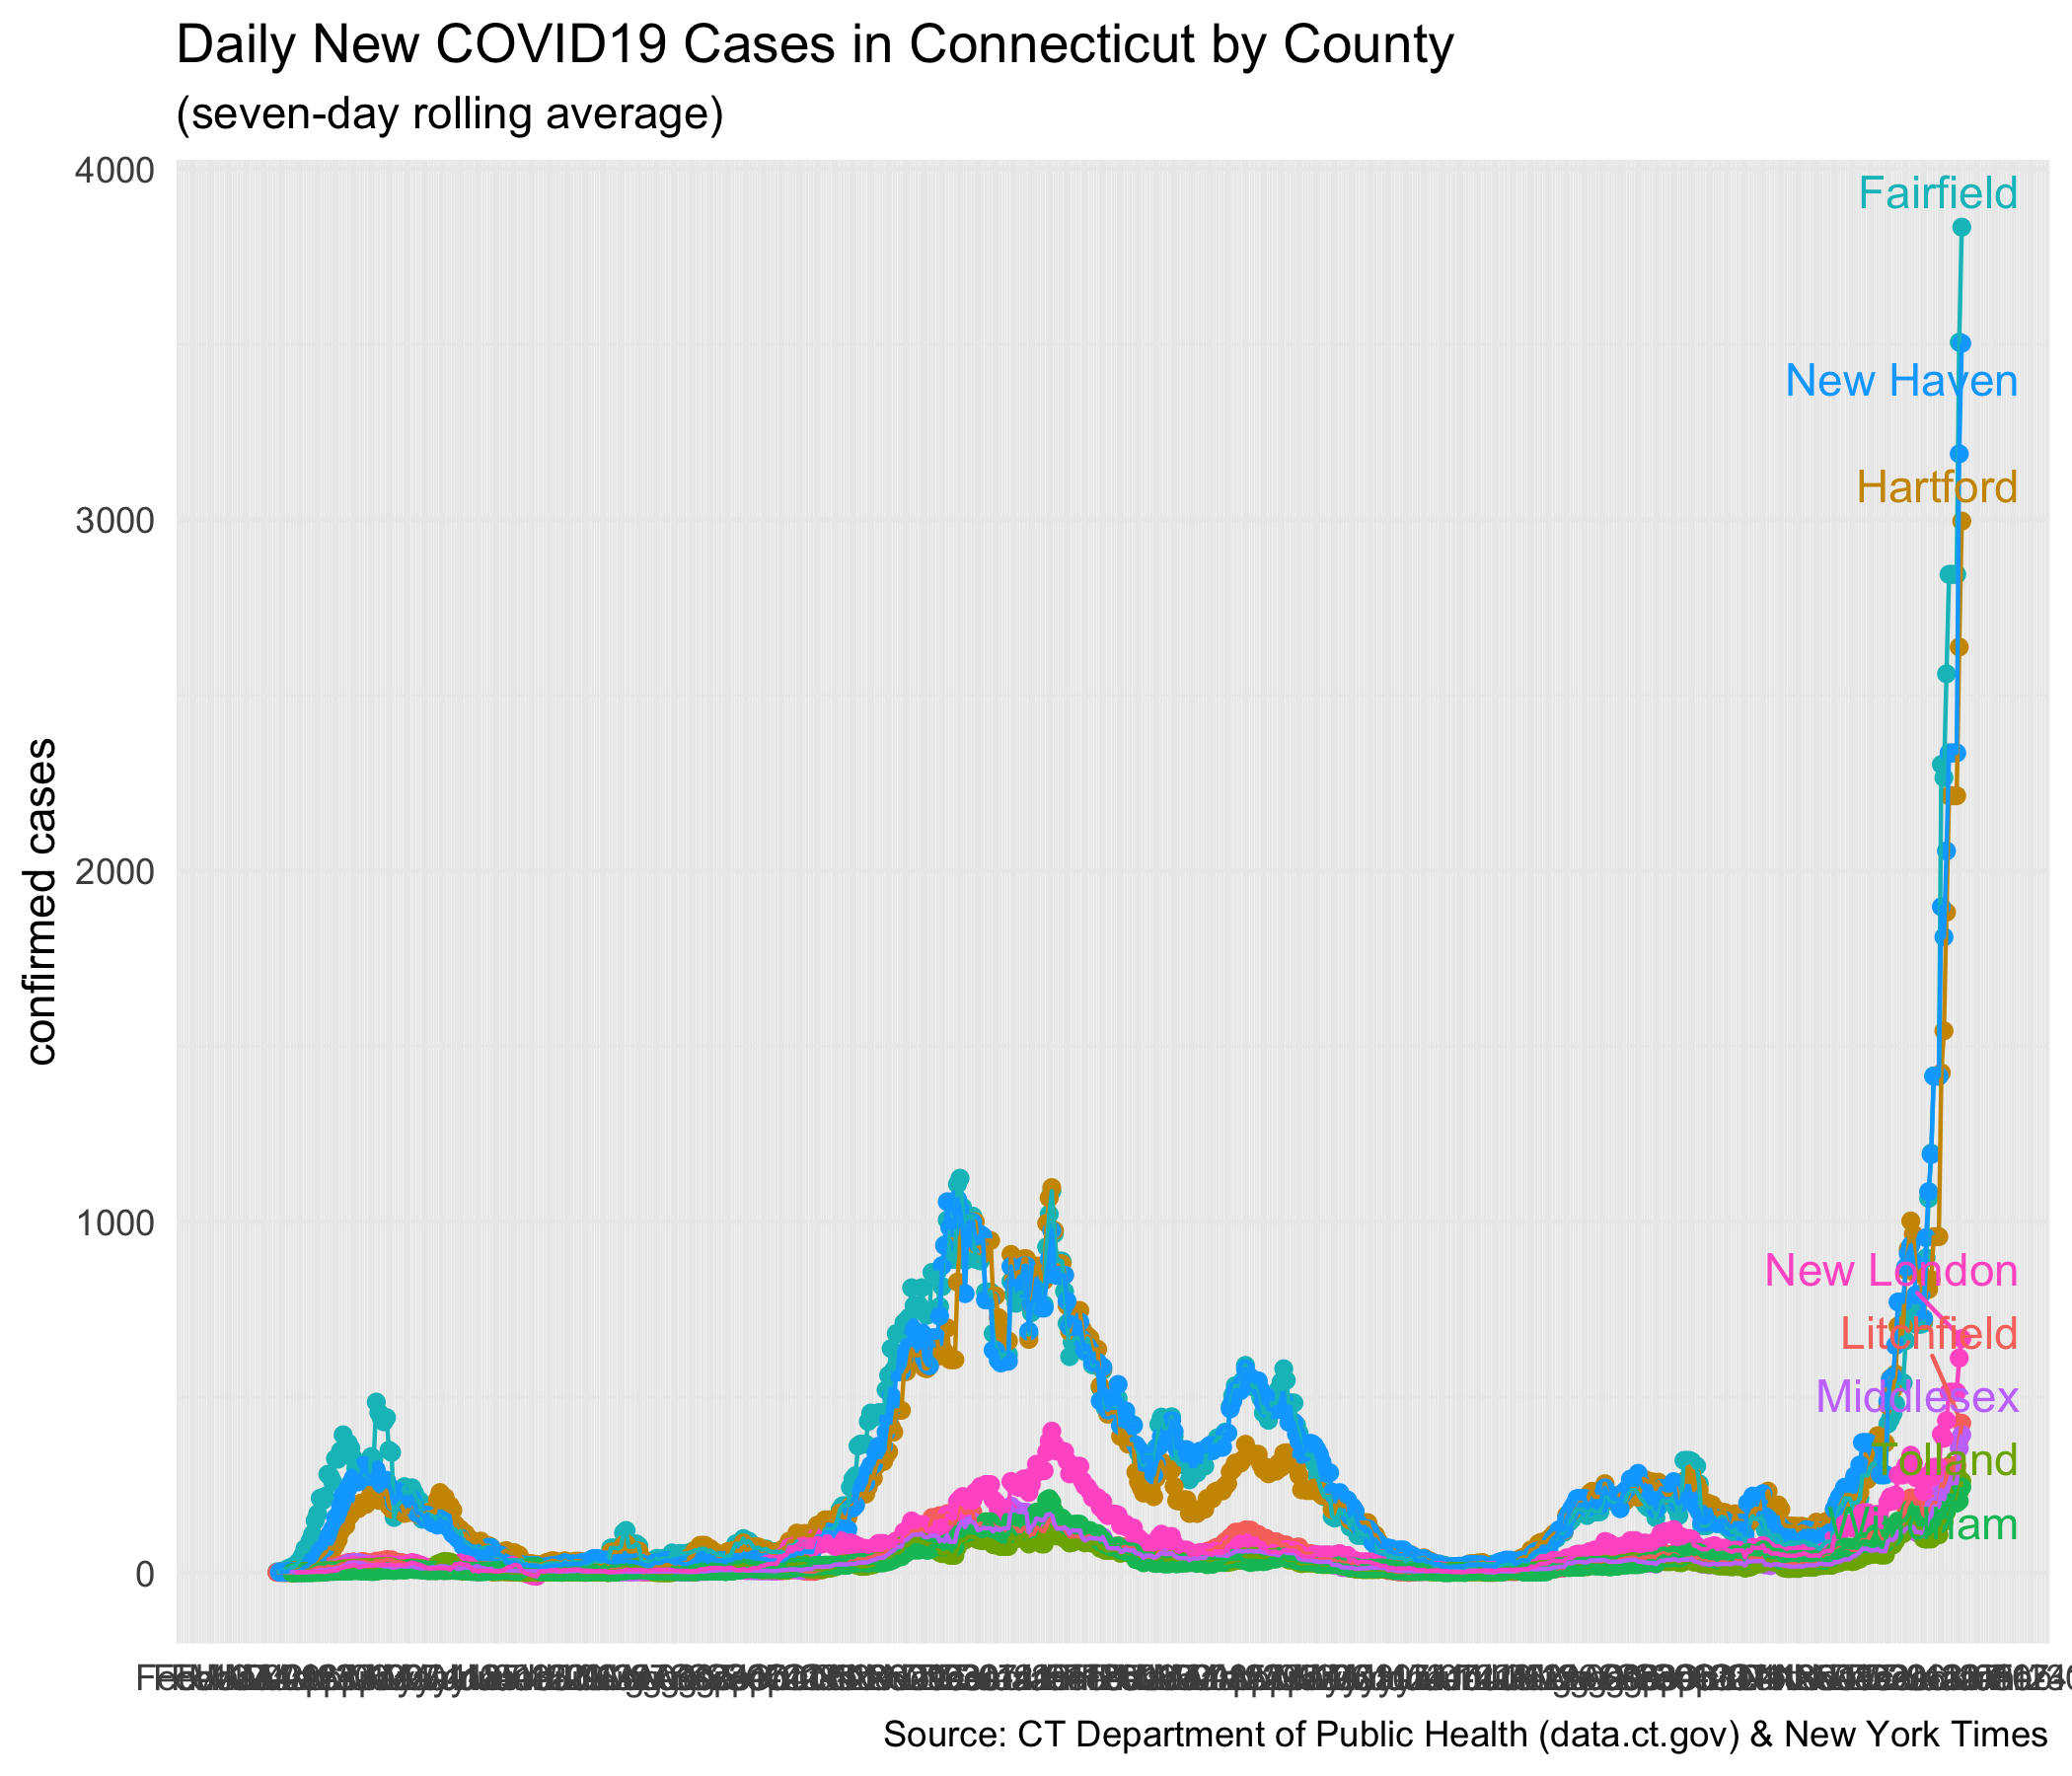 Daily New COVID19 Cases in Connecticut by County
(seven-day rolling average)
4000
Fairfield
New Haven
Hartford
3000
confirmed cases
2000
1000
New London
Litchfield
Middlesex
Tolland
Windham
0
Source: CT Department of Public Health (data.ct.gov) & New York Times